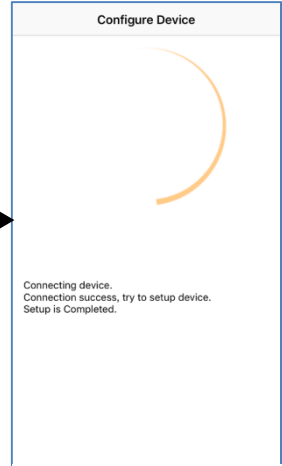 Configure Device
Connecting device.
Connection success, try to setup device.
Setup is Completed.